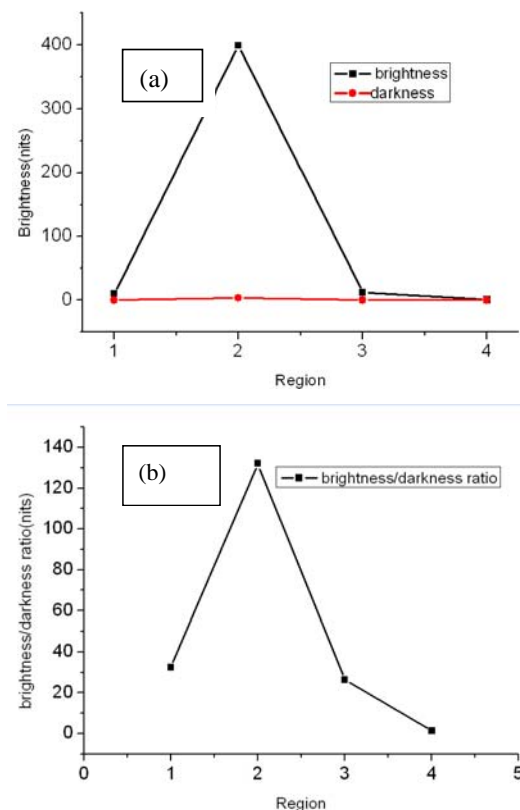 (a)
400
300
200
100
0
Brightness(nits)
brightness
darkness
1 2 3 4
Region
(b)
140
120
100
80
60
40
20
0
brightness/darkness ratio(nits)
brightness/darkness ratio
0 1 2 3 4 5
Region